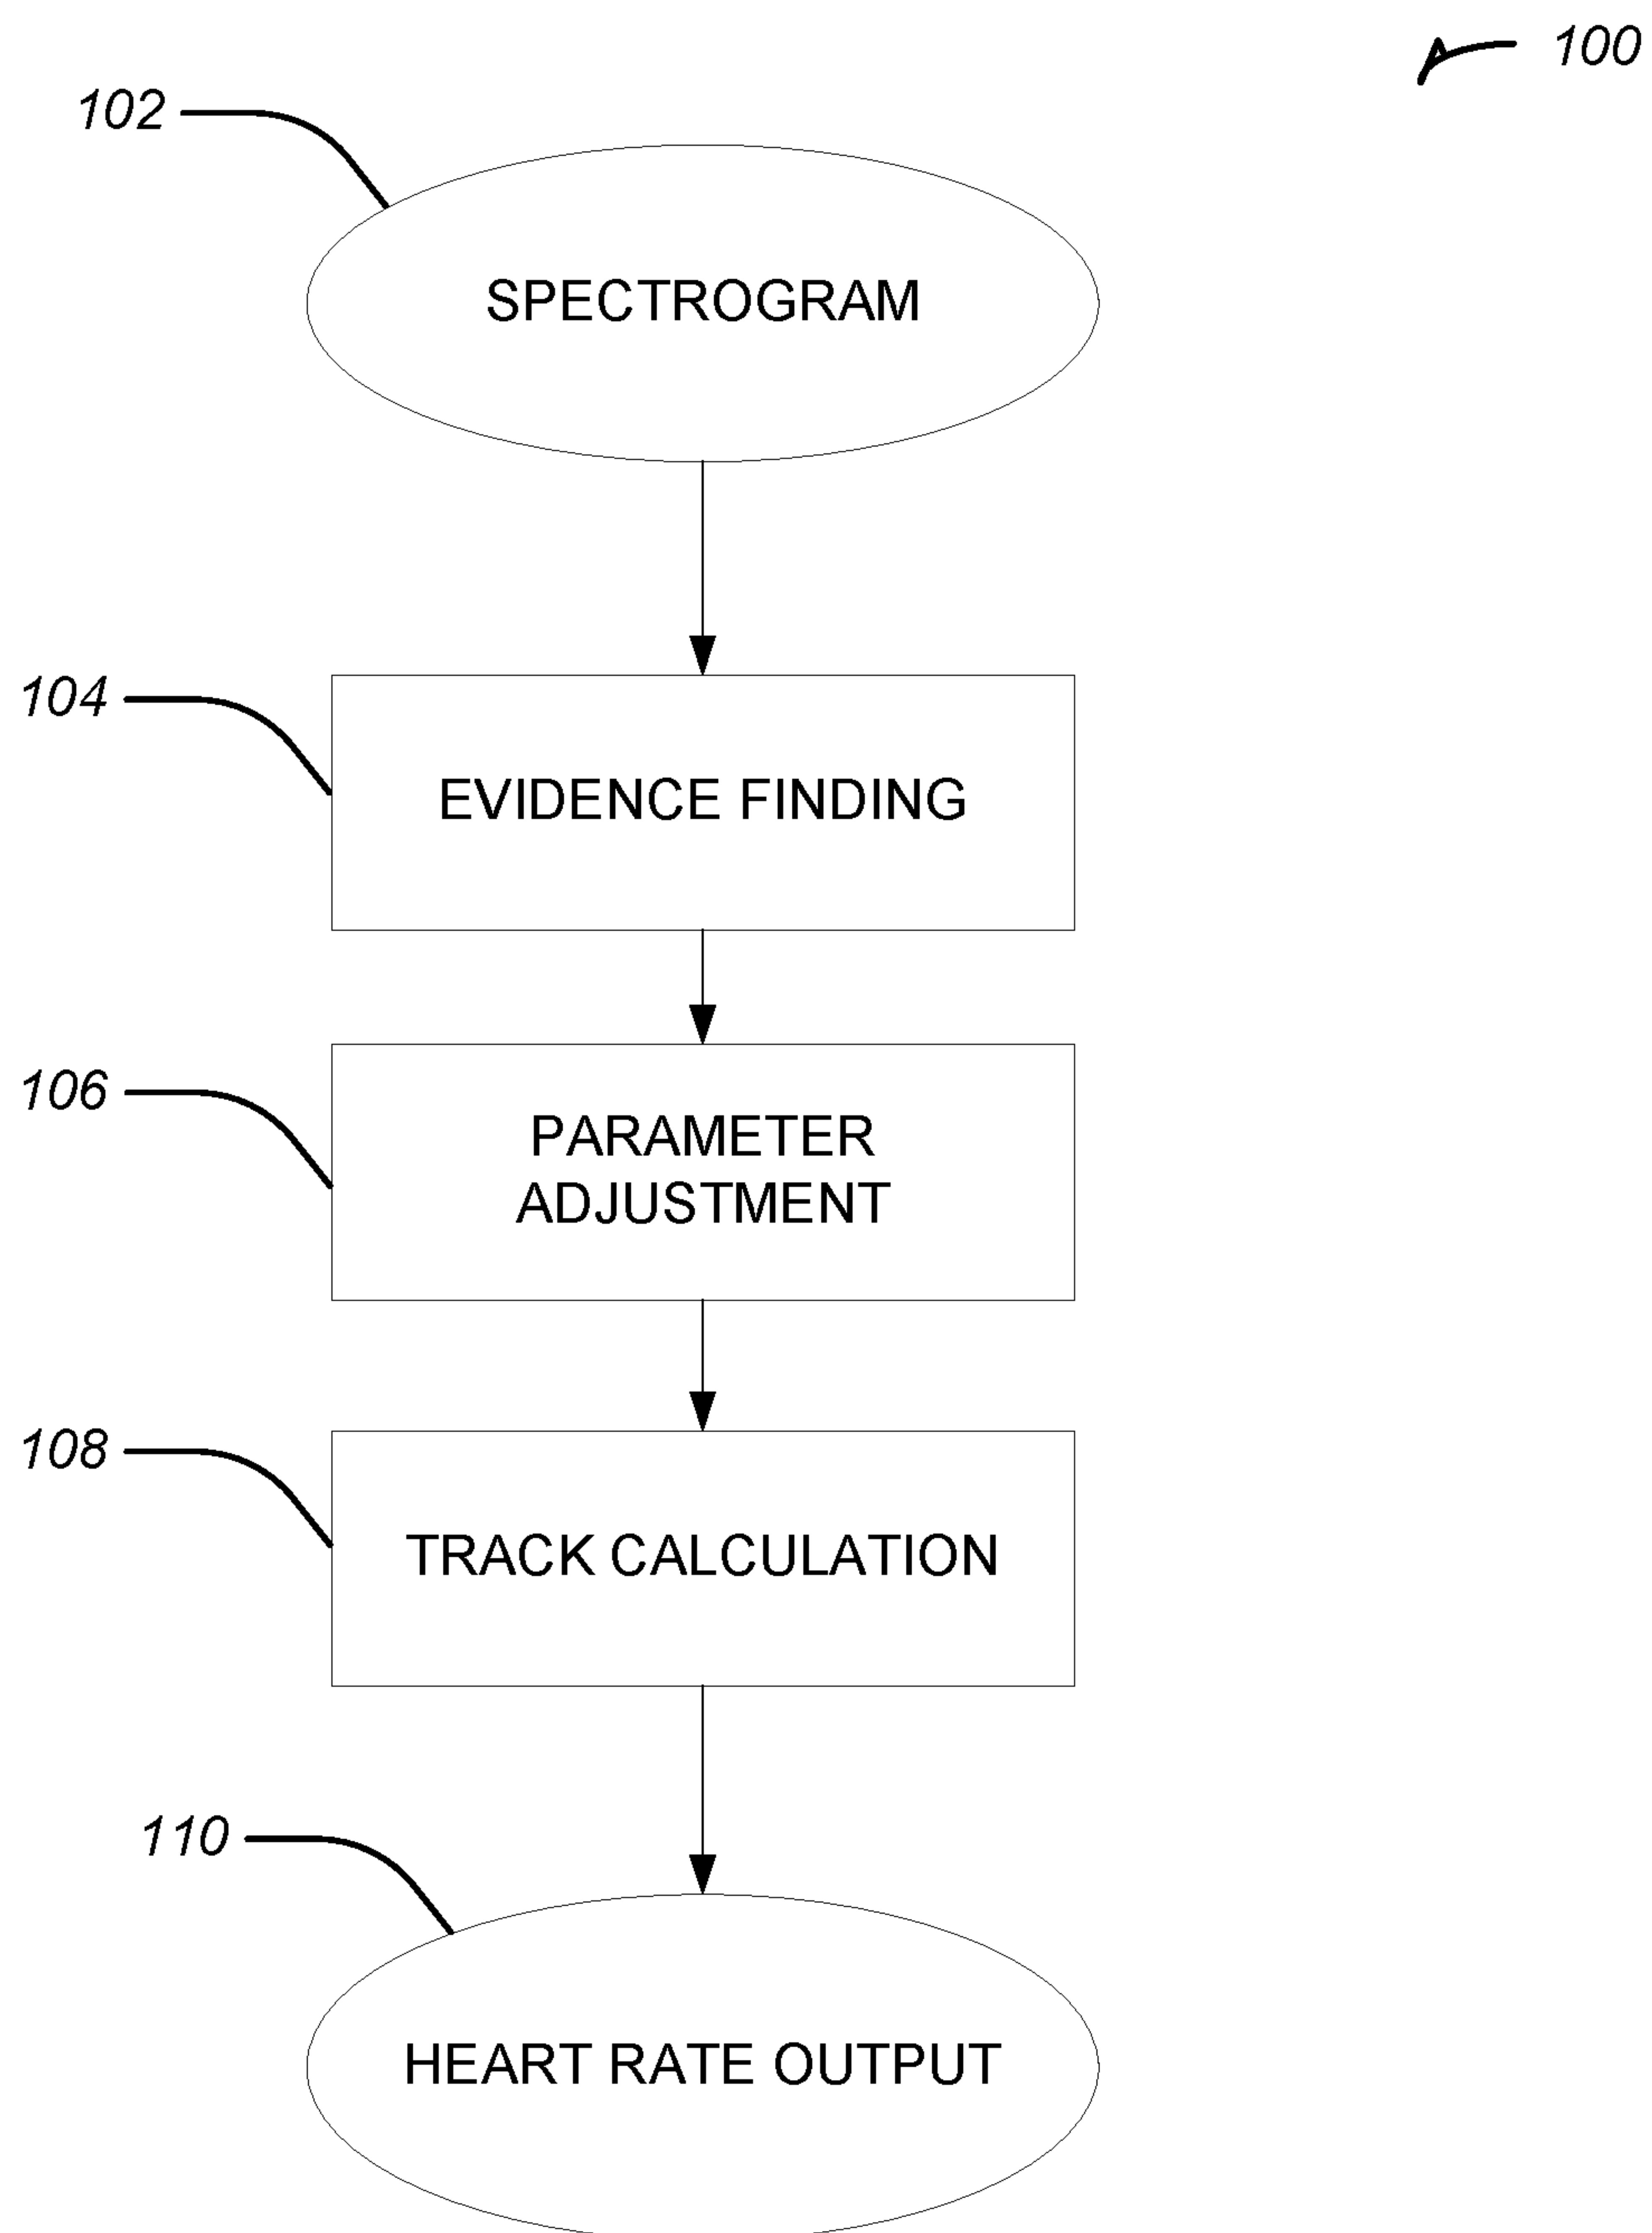 100
102
SPECTROGRAM
104
EVIDENCE FINDING
106
PARAMETER
ADJUSTMENT
108
TRACK CALCULATION
110
HEART RATE OUTPUT